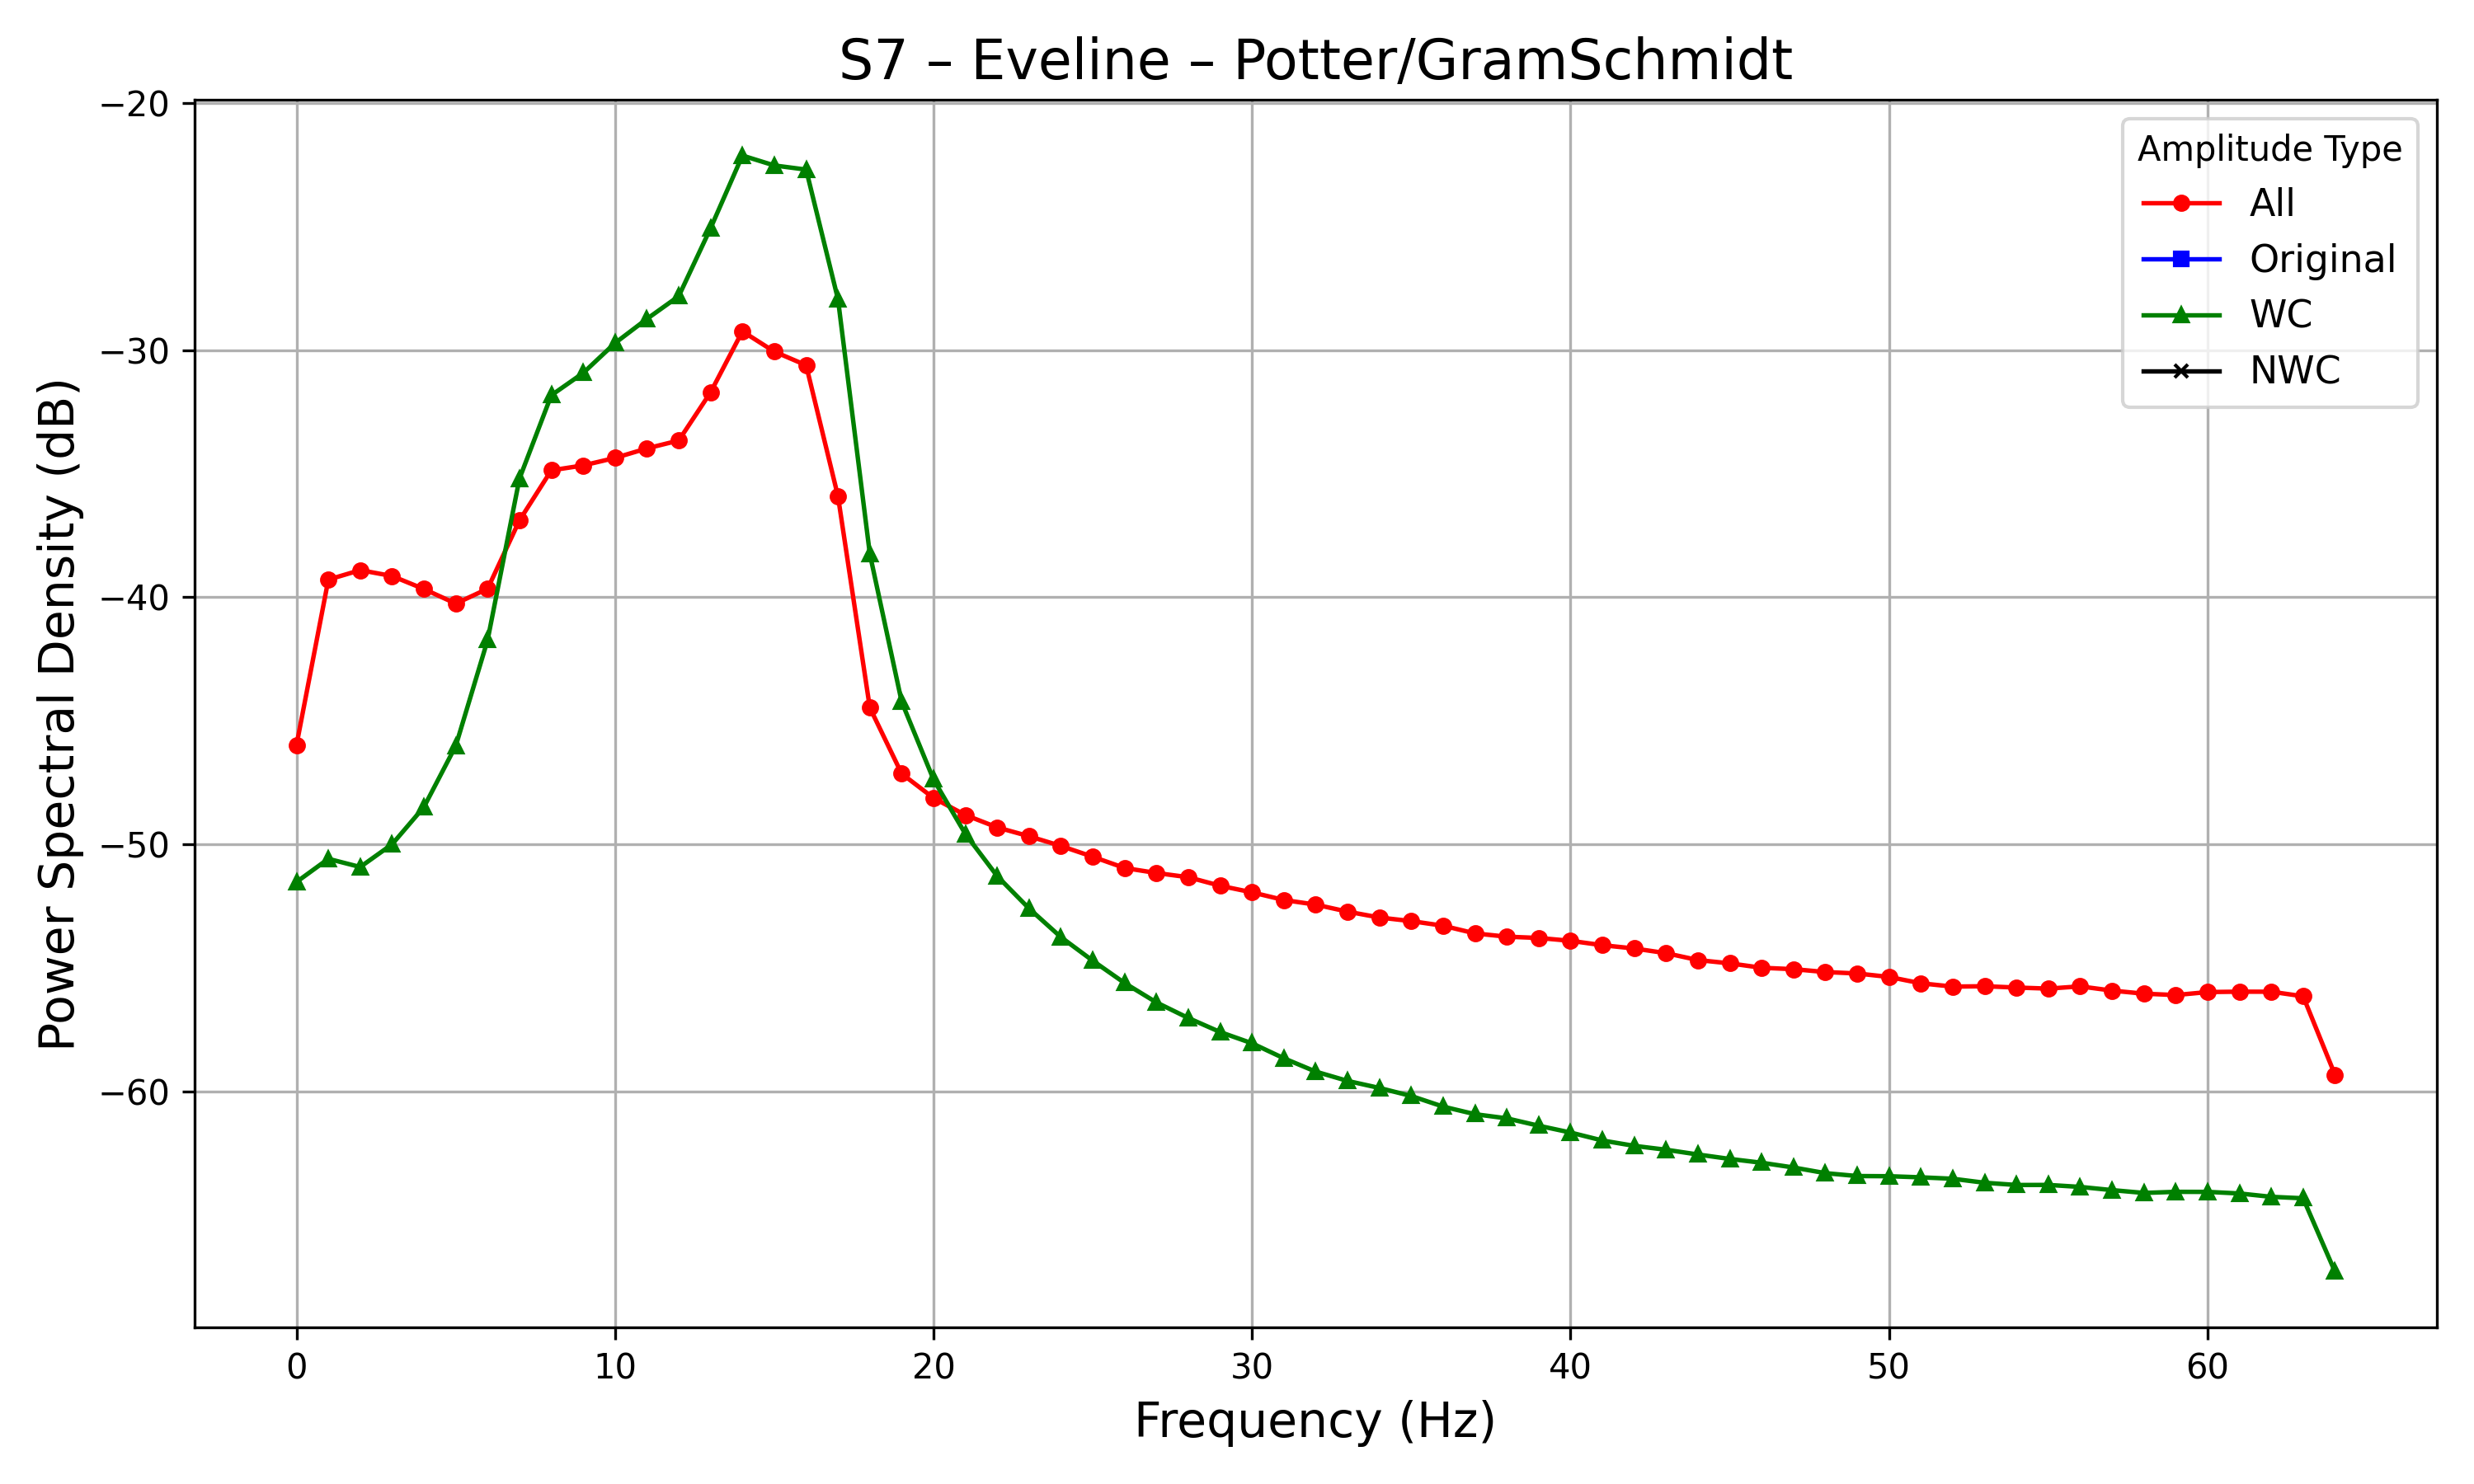 S7 – Eveline – Potter/GramSchmidt
Power Spectral Density (dB)
−20
−30
−40
−50
−60
Amplitude Type
All
Original
WC
NWC
0 10 20 30 40 50 60
Frequency (Hz)